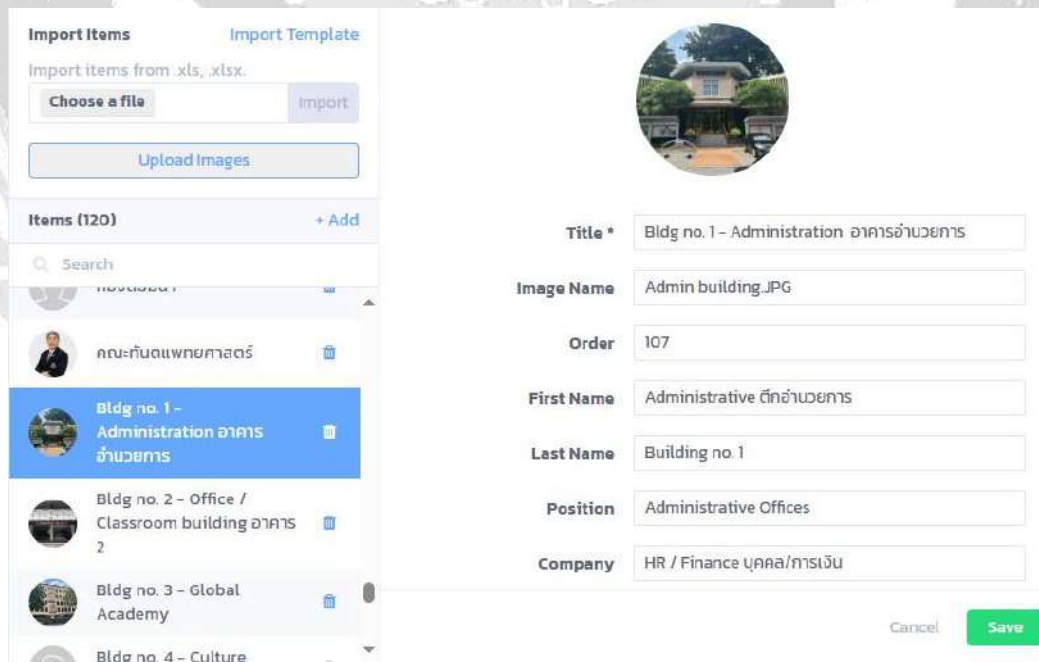 Import Items
Import Template
Import items from .xls, .xlsx.
Choose a file
Import
Upload Images
Items (120)
+ Add
Search
คณะทันตแพทยศาสตร์
Bldg no. 1 -
Administration อาคาร
อำนวยการ
Bldg no. 2 - Office /
Classroom building อาคาร
2
Bldg no. 3 - Global
Academy
Bldg no. 4 - Culture
Title *
Bldg no. 1 - Administration อาคารอำนวยการ
Image Name
Admin building.JPG
Order
107
First Name
Administrative ตึกอำนวยการ
Last Name
Building no. 1
Position
Administrative Offices
Company
HR / Finance บุคคล/การเงิน
Cancel
Save